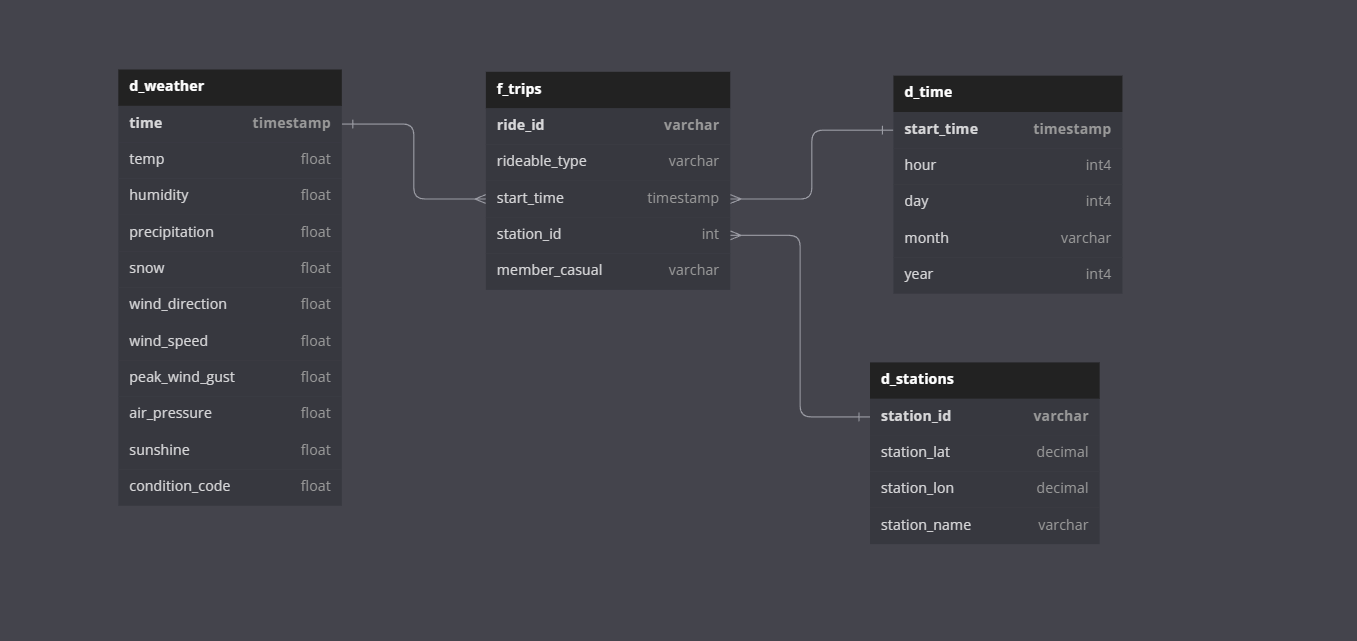 d_weather
time timestamp
temp float
humidity float
precipitation float
snow float
wind_direction float
wind_speed float
peak_wind_gust float
air_pressure float
sunshine float
condition_code float
f_trips
ride_id varchar
rideable_type varchar
start_time timestamp
station_id int
member_casual varchar
d_time
start_time timestamp
hour int4
day int4
month varchar
year int4
d_stations
station_id varchar
station_lat decimal
station_lon decimal
station_name varchar